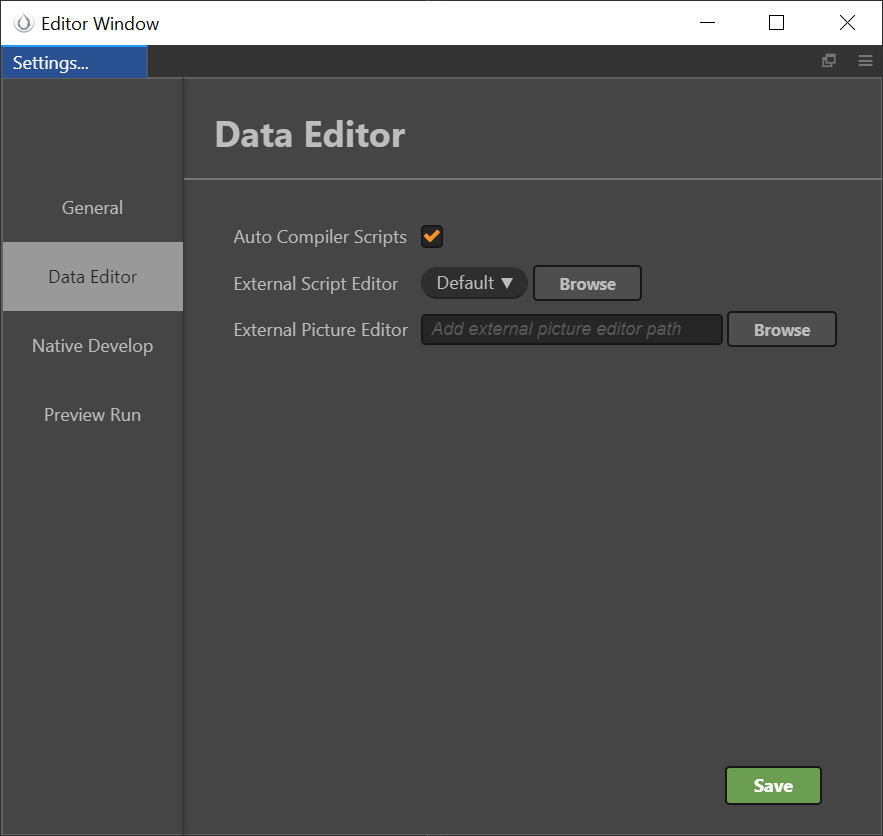 Editor Window
Settings...
Data Editor
General
Data Editor
Native Develop
Preview Run
Auto Compiler Scripts
External Script Editor Default ▼ Browse
External Picture Editor Add external picture editor path Browse
Save